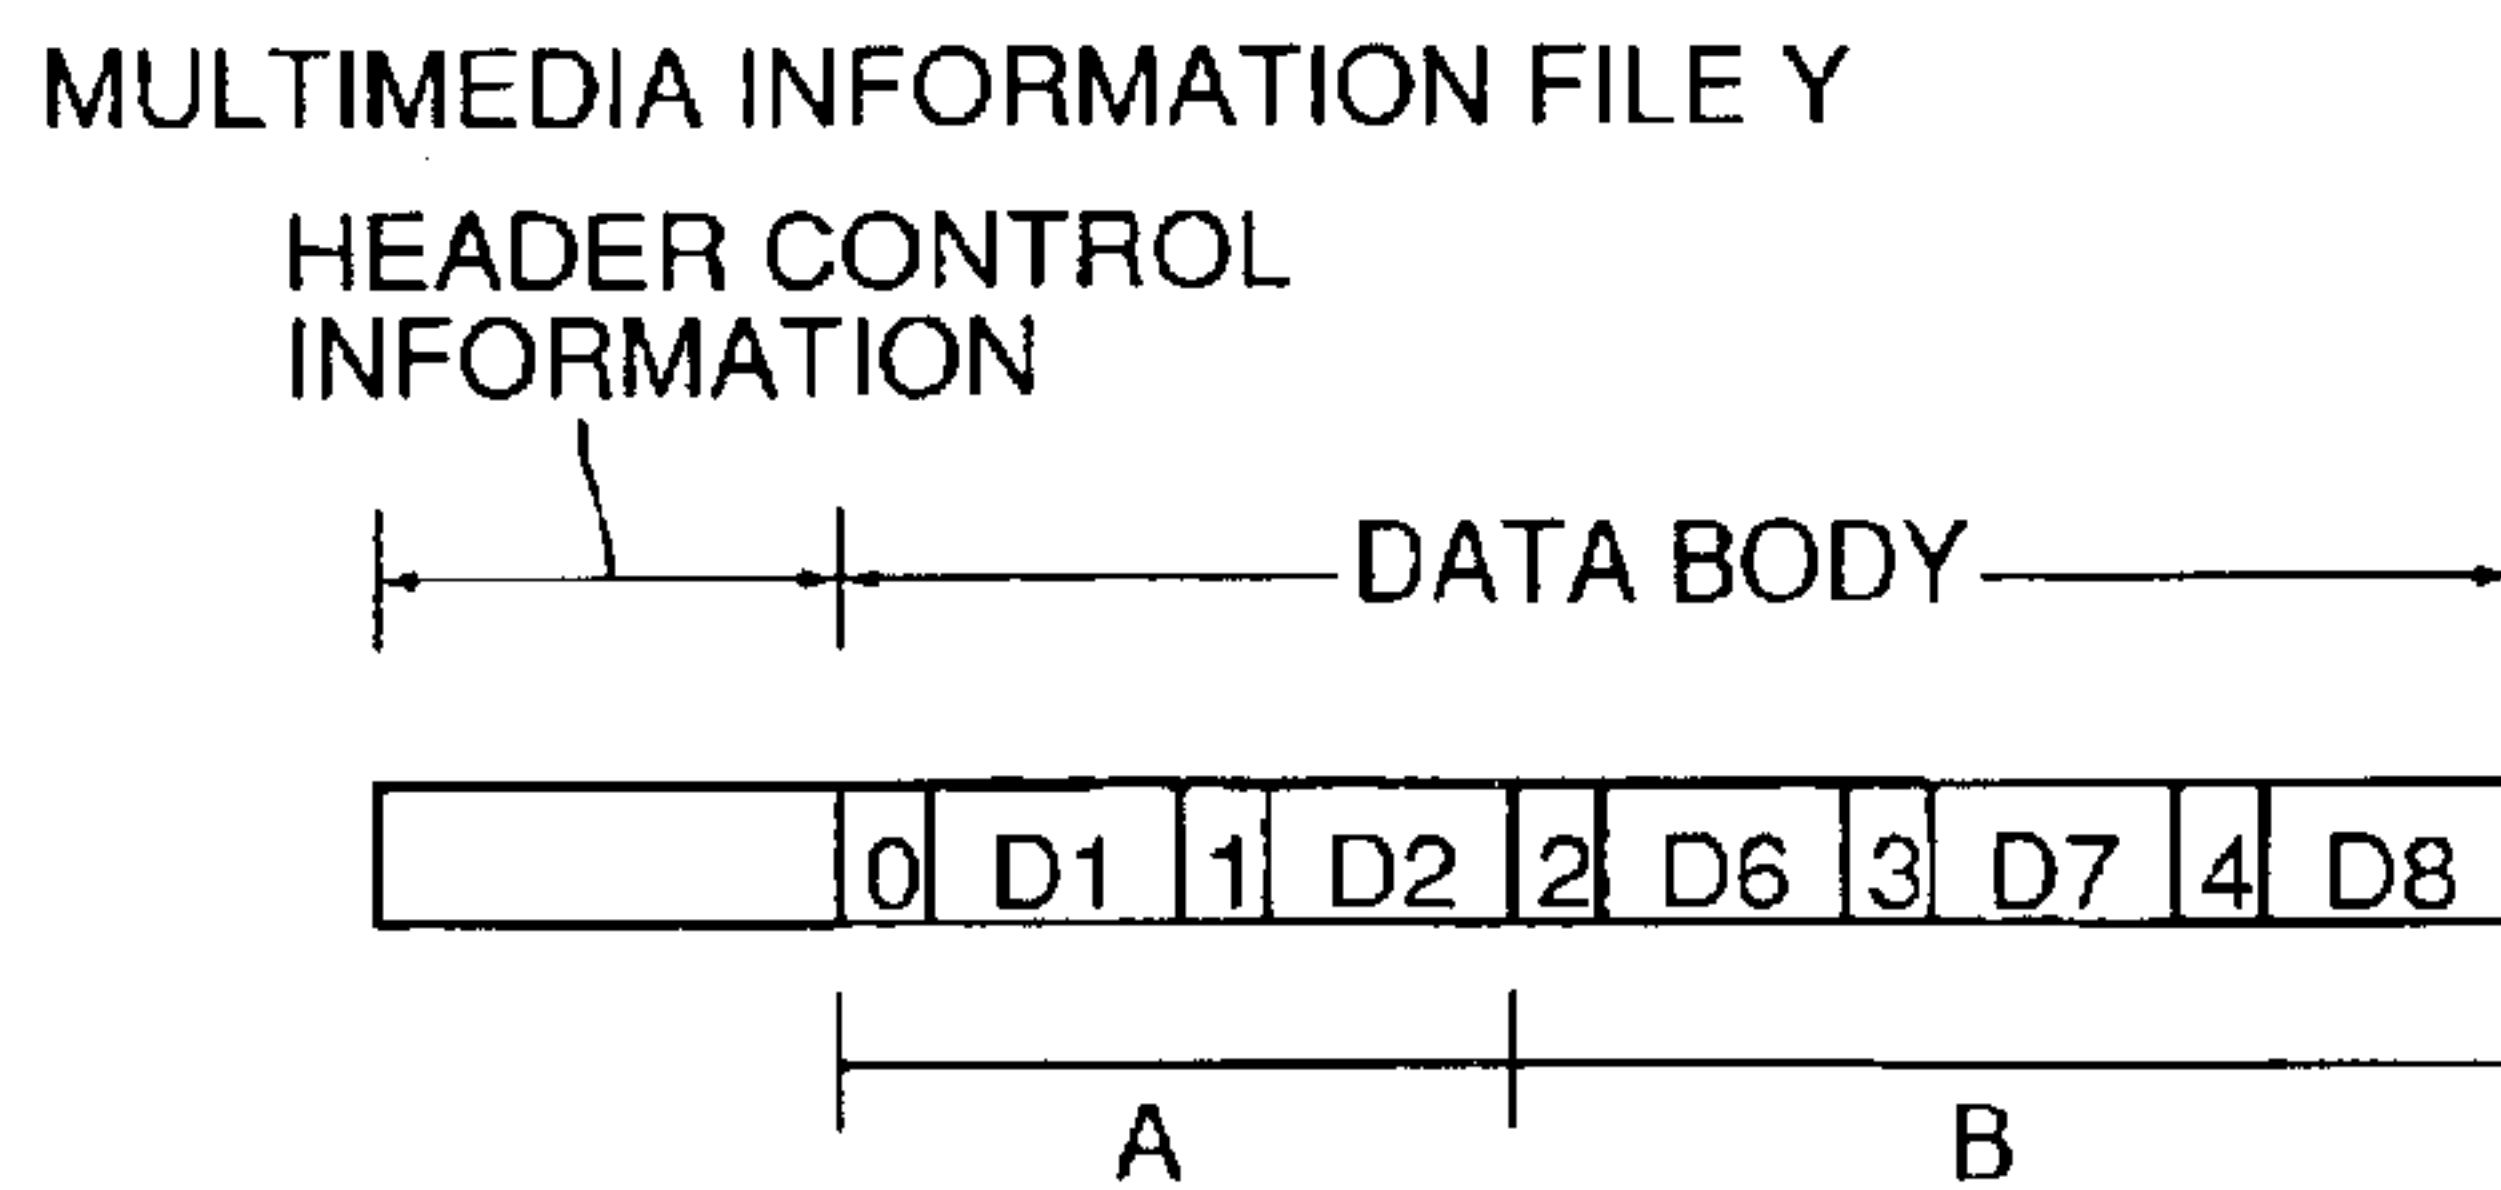 MULTIMEDIA INFORMATION FILE Y
HEADER CONTROL
INFORMATION
DATA BODY
0 D1 1 D2 2 D6 3 D7 4 D8
A B